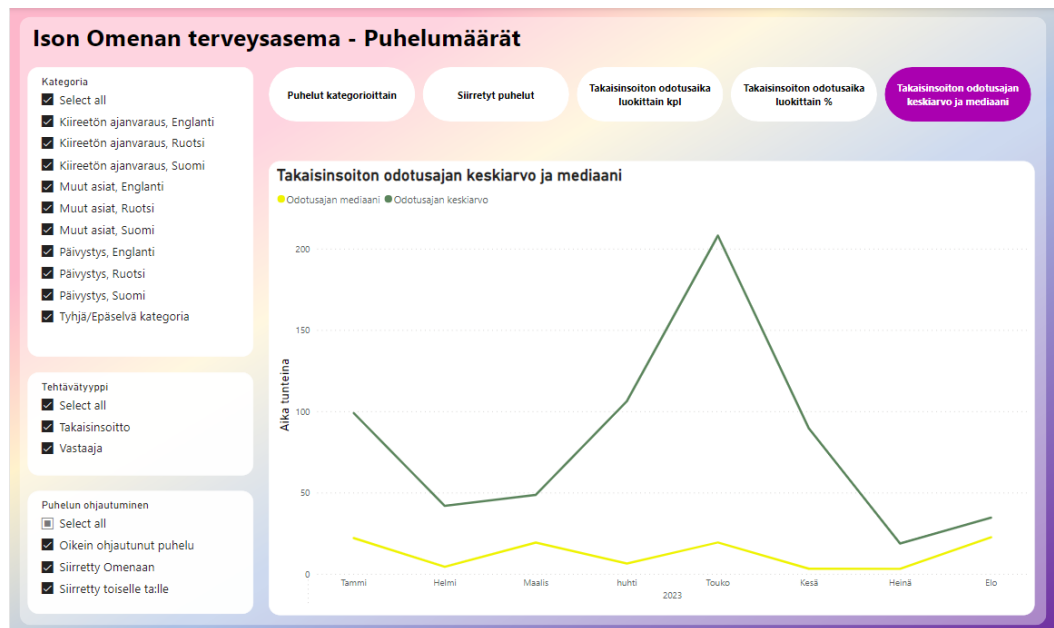 Ison Omenan terveysasema - Puhelumäärät
Kategoria
Select all
Kiireetön ajanvaraus, Englanti
Kiireetön ajanvaraus, Ruotsi
Kiireetön ajanvaraus, Suomi
Muut asiat, Englanti
Muut asiat, Ruotsi
Muut asiat, Suomi
Päivystys, Englanti
Päivystys, Ruotsi
Päivystys, Suomi
Tyhjä/Epäselvä kategoria
Tehtävätyyppi
Select all
Takaisinsoitto
Vastaaja
Puhelun ohjautuminen
Select all
Oikein ohjautunut puhelu
Siirretty Omenaan
Siirretty toiselle ta:lle
Puhelut kategorioittain
Siirretyt puhelut
Takaisinsoiton odotusaika
luokittain kpl
Takaisinsoiton odotusaika
luokittain %
Takaisinsoiton odotusajan
keskiarvo ja mediaani
Takaisinsoiton odotusajan keskiarvo ja mediaani
Odotusajan mediaani Odotusajan keskiarvo
Aika tunteina
200
150
100
50
0
Tammi Helmi Maalis huhti Touko Kesä Heinä Elo
2023